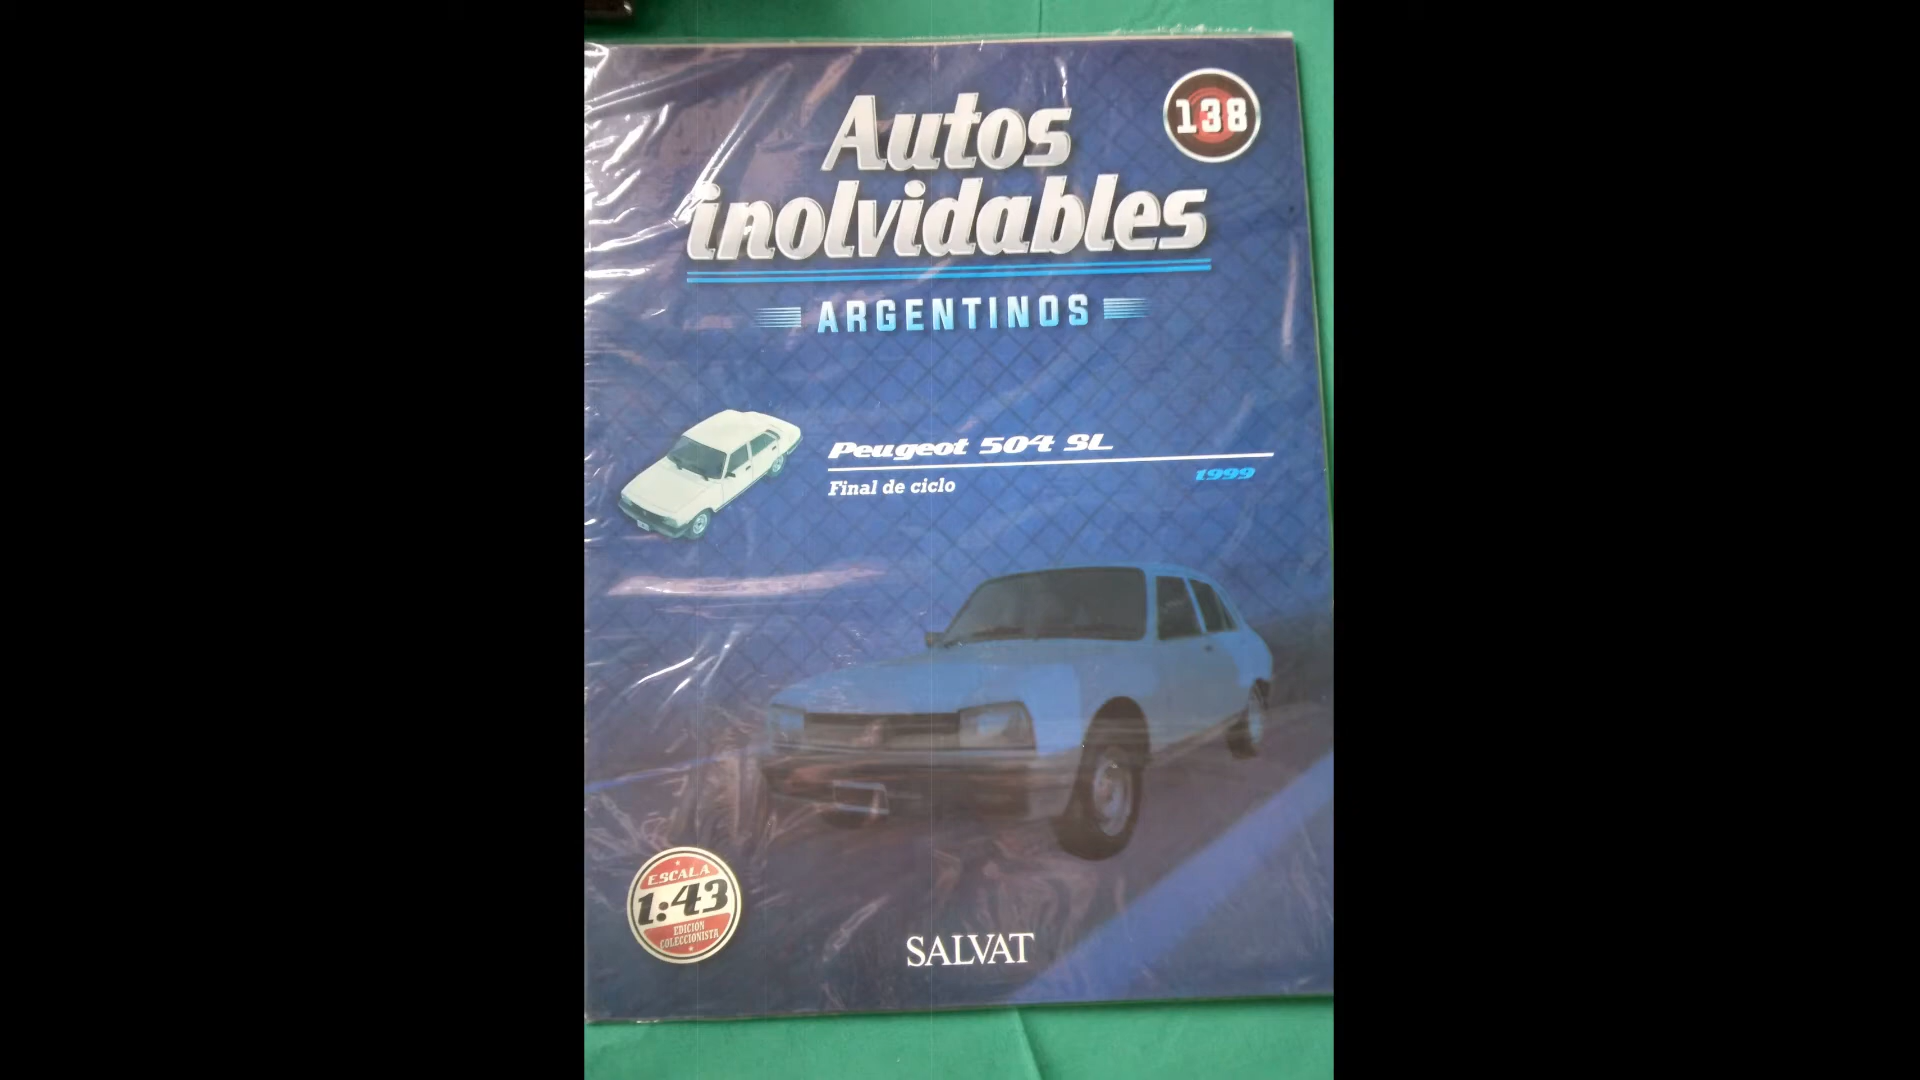 138
Autos
inolvidables
ARGENTINOS
Peugeot 504 SL
1999
Final de ciclo
ESCALA
1:43
EDICIÓN
COLECCIONISTA
SALVAT